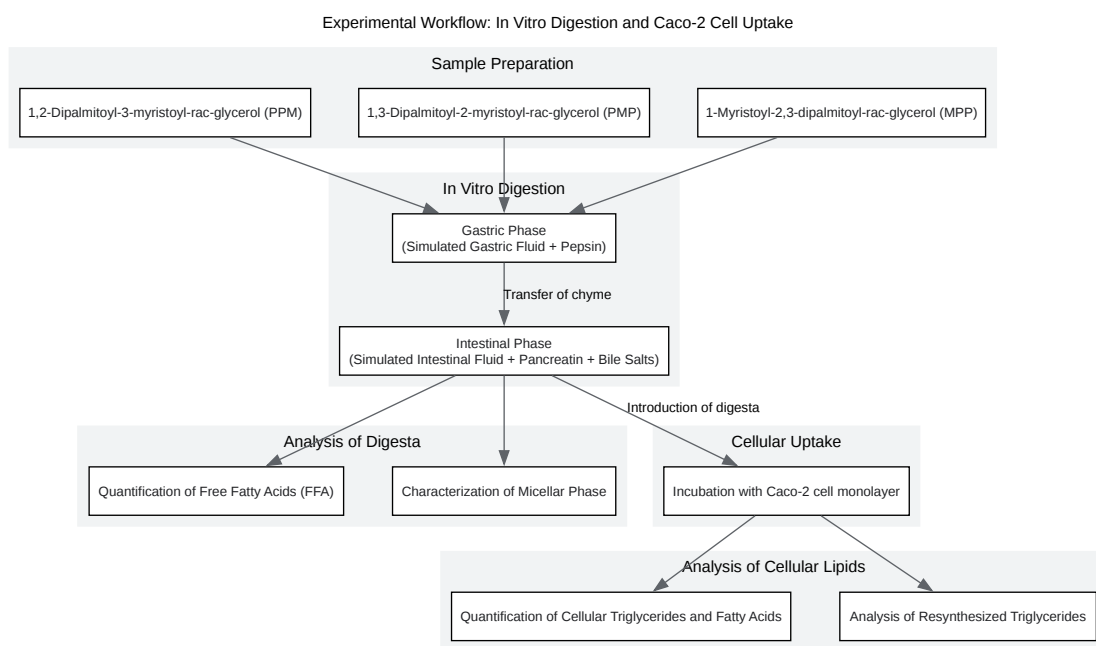 Experimental Workflow: In Vitro Digestion and Caco-2 Cell Uptake
Sample Preparation
1,2-Dipalmitoyl-3-myristoyl-rac-glycerol (PPM)
1,3-Dipalmitoyl-2-myristoyl-rac-glycerol (PMP)
1-Myristoyl-2,3-dipalmitoyl-rac-glycerol (MPP)
In Vitro Digestion
Gastric Phase
(Simulated Gastric Fluid + Pepsin)
Transfer of chyme
Intestinal Phase
(Simulated Intestinal Fluid + Pancreatin + Bile Salts)
Introduction of digesta
Analysis of Digesta
Quantification of Free Fatty Acids (FFA)
Characterization of Micellar Phase
Cellular Uptake
Incubation with Caco-2 cell monolayer
Analysis of Cellular Lipids
Quantification of Cellular Triglycerides and Fatty Acids
Analysis of Resynthesized Triglycerides